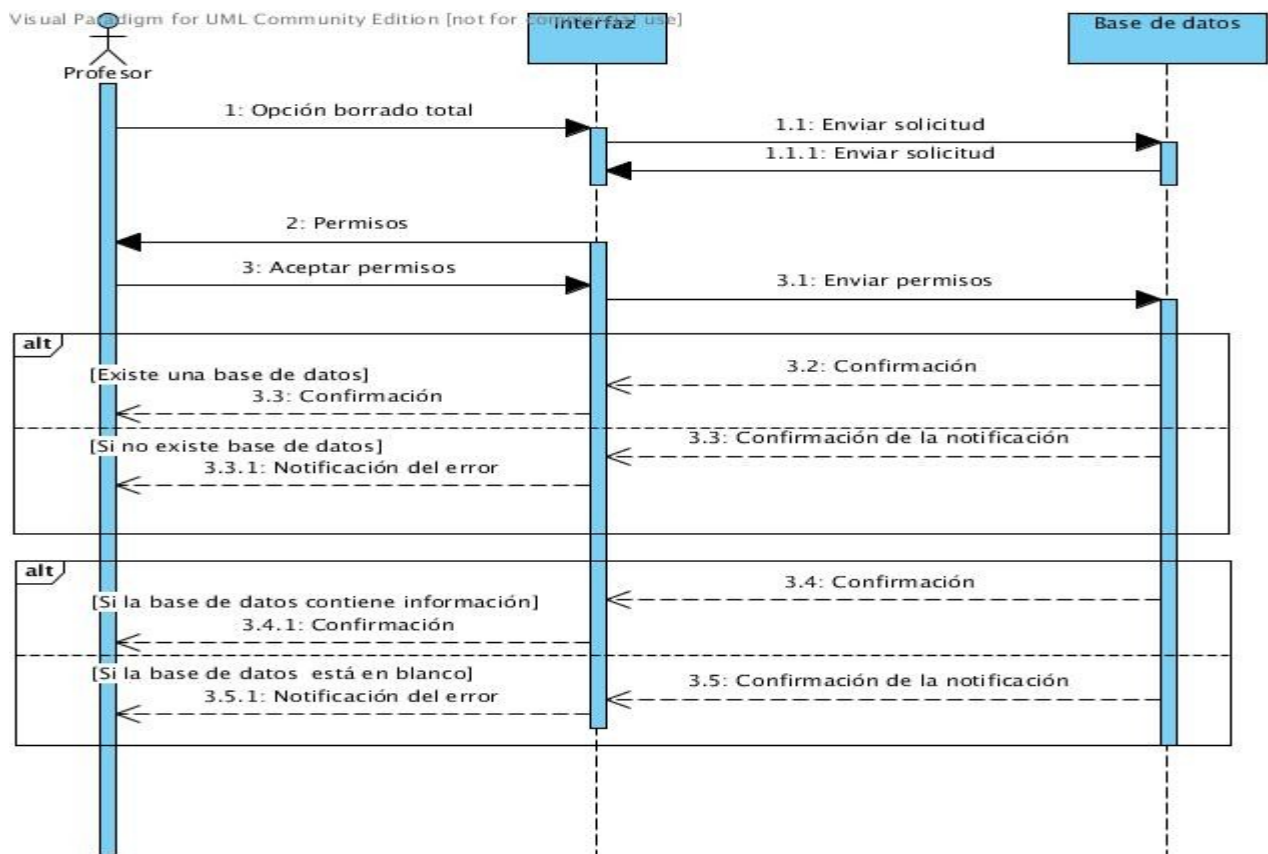 Visual Paradigm for UML Community Edition [not for commercial use]
interfaz
Base de datos
Profesor
1: Opción borrado total
1.1: Enviar solicitud
1.1.1: Enviar solicitud
2: Permisos
3: Aceptar permisos
3.1: Enviar permisos
alt
[Existe una base de datos]
3.2: Confirmación
3.3: Confirmación
[Si no existe base de datos]
3.3: Confirmación de la notificación
3.3.1: Notificación del error
alt
3.4: Confirmación
[Si la base de datos contiene información]
3.4.1: Confirmación
[Si la base de datos está en blanco]
3.5: Confirmación de la notificación
3.5.1: Notificación del error